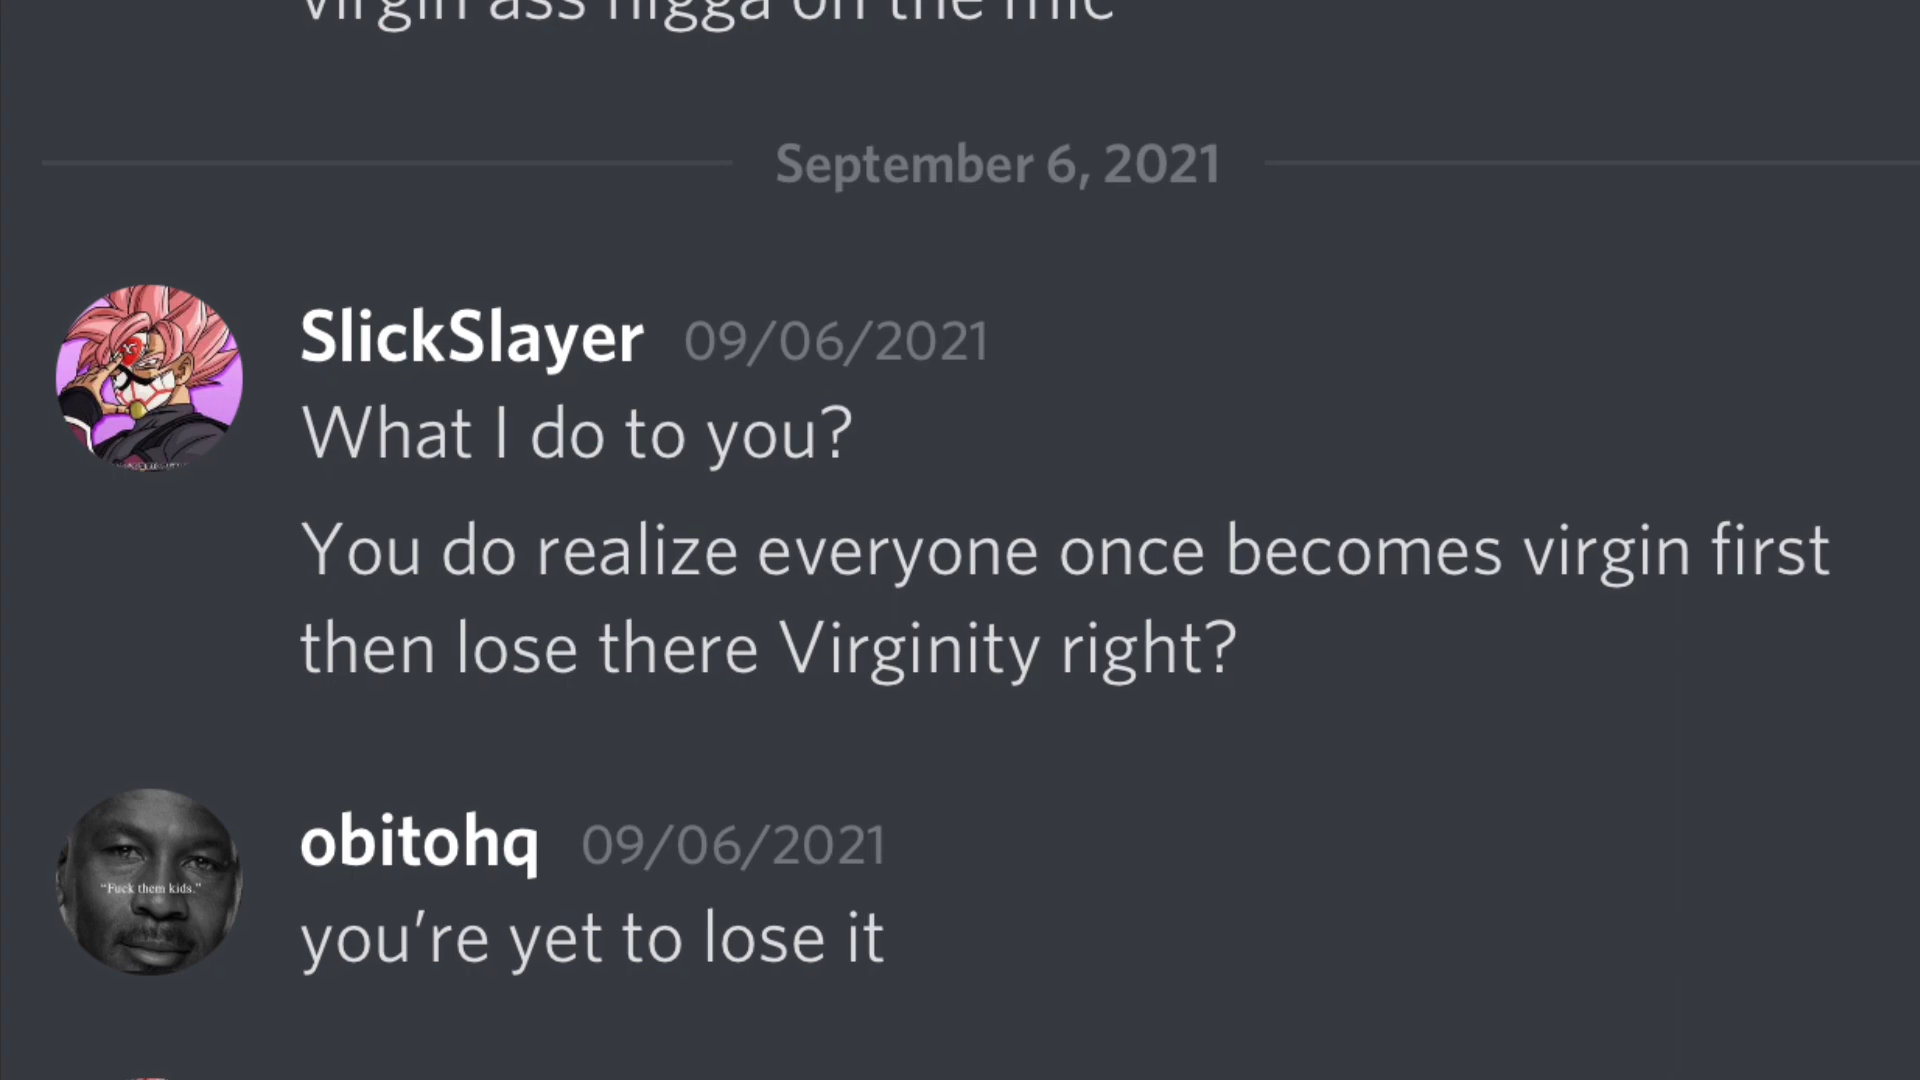 virgin ass nigga on the mic
September 6, 2021
SlickSlayer 09/06/2021
What I do to you?
You do realize everyone once becomes virgin first
then lose there Virginity right?
obitohq 09/06/2021
"Fuck them kids."
you're yet to lose it